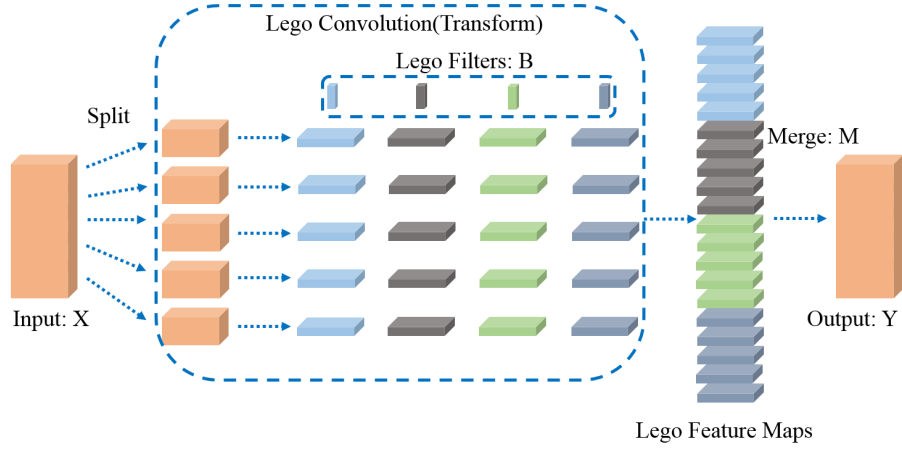 Lego Convolution(Transform)
Lego Filters: B
Split
Merge: M
Input: X
Output: Y
Lego Feature Maps